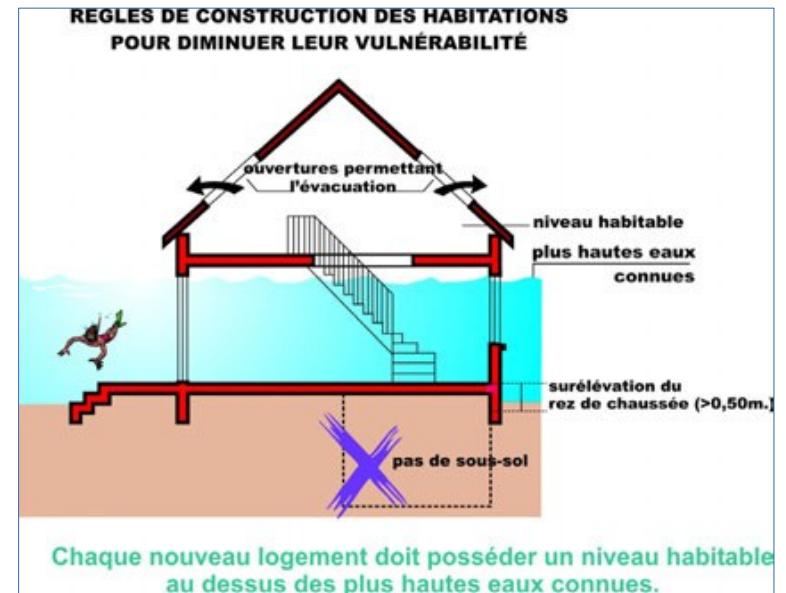 REGLES DE CONSTRUCTION DES HABITATIONS
POUR DIMINUER LEUR VULNÉRABILITÉ
ouvertures permettant
l'évacuation
niveau habitable
plus hautes eaux
connues
surélévation du
rez de chaussée (>0,50m.)
pas de sous-sol
Chaque nouveau logement doit posséder un niveau habitable
au dessus des plus hautes eaux connues.